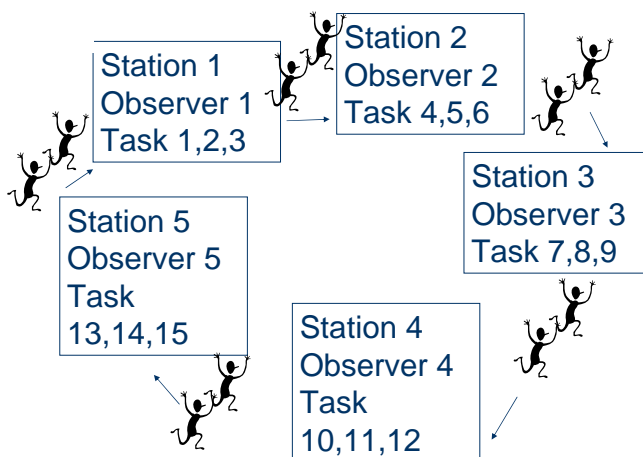 Station 1
Observer 1
Task 1,2,3
Station 2
Observer 2
Task 4,5,6
Station 3
Observer 3
Task 7,8,9
Station 4
Observer 4
Task
10,11,12
Station 5
Observer 5
Task
13,14,15